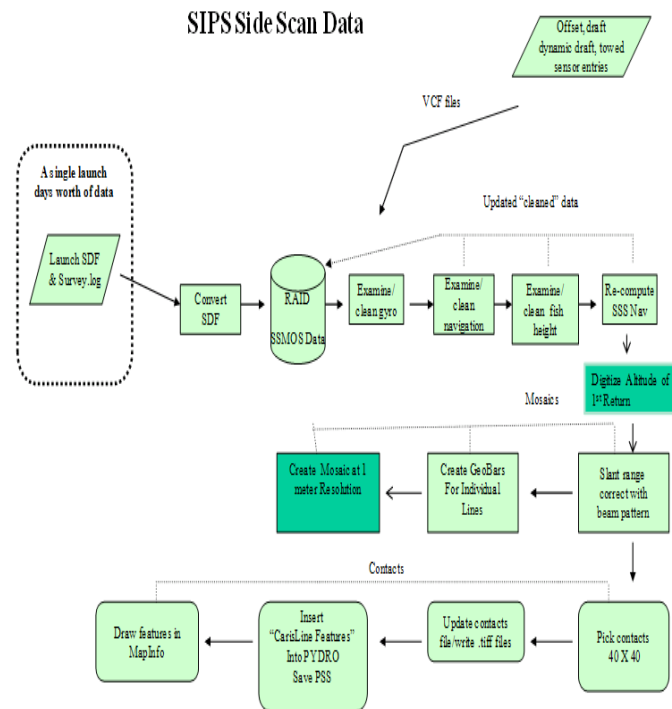 SIPS Side Scan Data
Offset, draft
dynamic draft, towed
sensor entries
VCF files
A single launch
days worth of data
Updated “cleaned” data
Launch SDF
& Survey.log
Convert
SDF
RAID
SSMOS Data
Examine/
clean gyro
Examine/
clean
navigation
Examine/
clean fish
height
Re-compute
SSS Nav
Digitize Altitude of
1st Return
Mosaics
Create Mosaic at 1
meter Resolution
Create GeoBars
For Individual
Lines
Slant range
correct with
beam pattern
Contacts
Draw features in
MapInfo
Insert
“CarisLine Features”
Into PYDRO
Save PSS
Update contacts
file/write .tiff files
Pick contacts
40 X 40